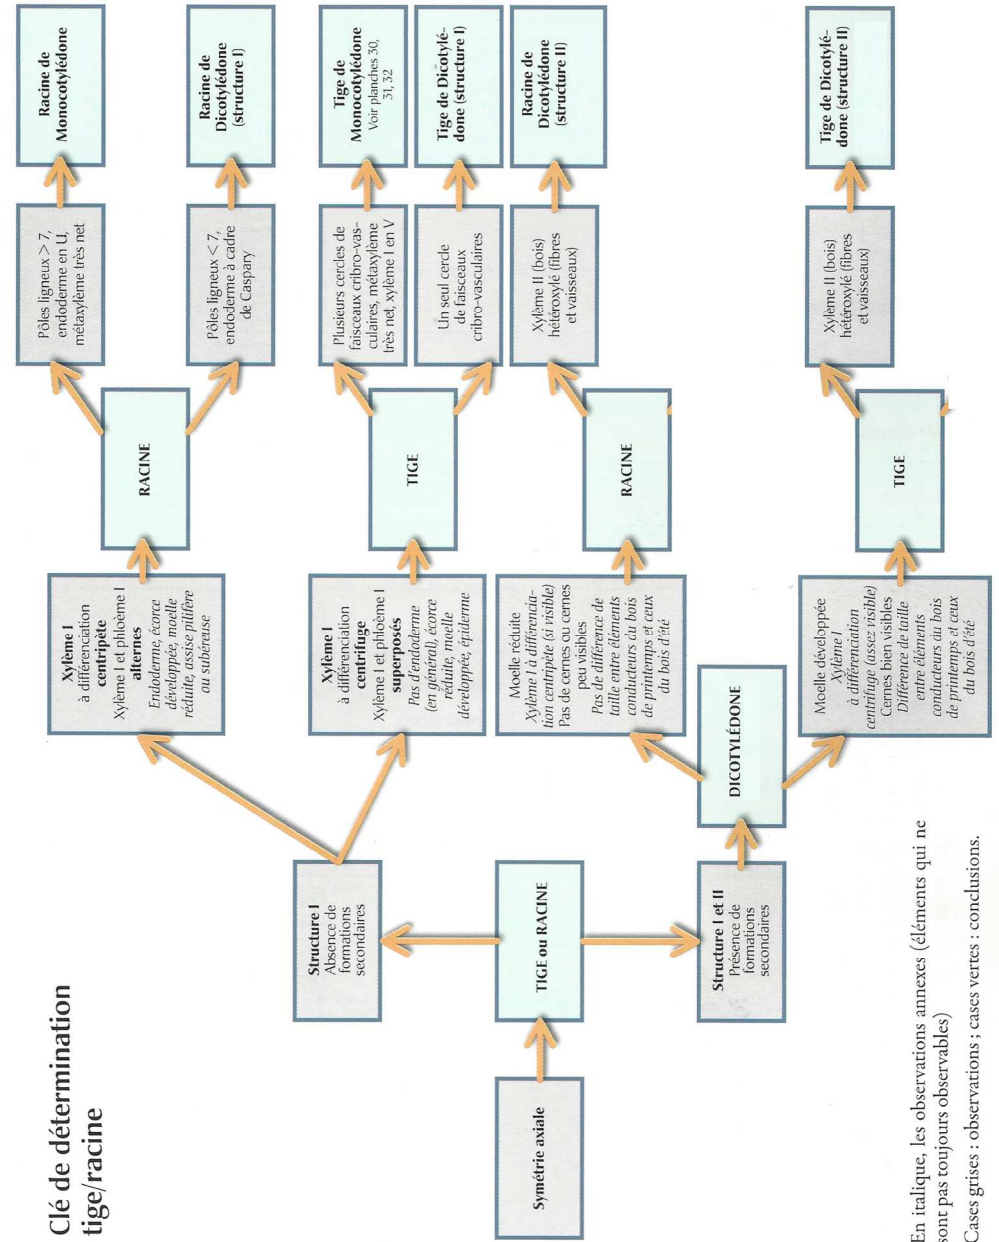 Clé de détermination
tige/racine
Symétrie axiale
TIGE ou RACINE
Structure I
Absence de
formations
secondaires
Structure I et II
Présence de
formations
secondaires
DICOTYLÉDONE
Xylème I
à différenciation
centripète
Xylème I et phloème I
alternes
Endoderme, écorce
développée, moelle
réduite, assise pilifère
ou subéreuse
Xylème I
à différenciation
centrifuge
Xylème I et phloème I
superposés
Pas d'endoderme
(en général), écorce
réduite, moelle
développée, épiderme
Moelle réduite
Xylème I à différencia-
tion centripète (si visible)
Pas de cernes ou cernes
peu visibles
Pas de différence de
taille entre éléments
conducteurs du bois
de printemps et ceux
du bois d'été
Moelle développée
Xylème I
à différenciation
centrifuge (assez visible)
Cernes bien visibles
Différence de taille
entre éléments
conducteurs du bois
de printemps et ceux
du bois d'été
RACINE
TIGE
RACINE
TIGE
Pôles ligneux > 7,
endoderme en U,
métaxylème très net
Pôles ligneux < 7,
endoderme à cadre
de Caspary
Plusieurs cercles de
faisceaux cribro-vas-
culaires, métaxylème
très net, xylème I en V
Un seul cercle
de faisceaux
cribro-vasculaires
Xylème II (bois)
hétéroxylé (fibres
et vaisseaux)
Xylème II (bois)
hétéroxylé (fibres
et vaisseaux)
Racine de
Monocotylédone
Racine de
Dicotylédone
(structure I)
Tige de
Monocotylédone
Voir planches 30,
31, 32
Tige de Dicotylé-
done (structure I)
Racine de
Dicotylédone
(structure II)
Tige de Dicotylé-
done (structure II)
En italique, les observations annexes (éléments qui ne
sont pas toujours observables)
Cases grises : observations ; cases vertes : conclusions.